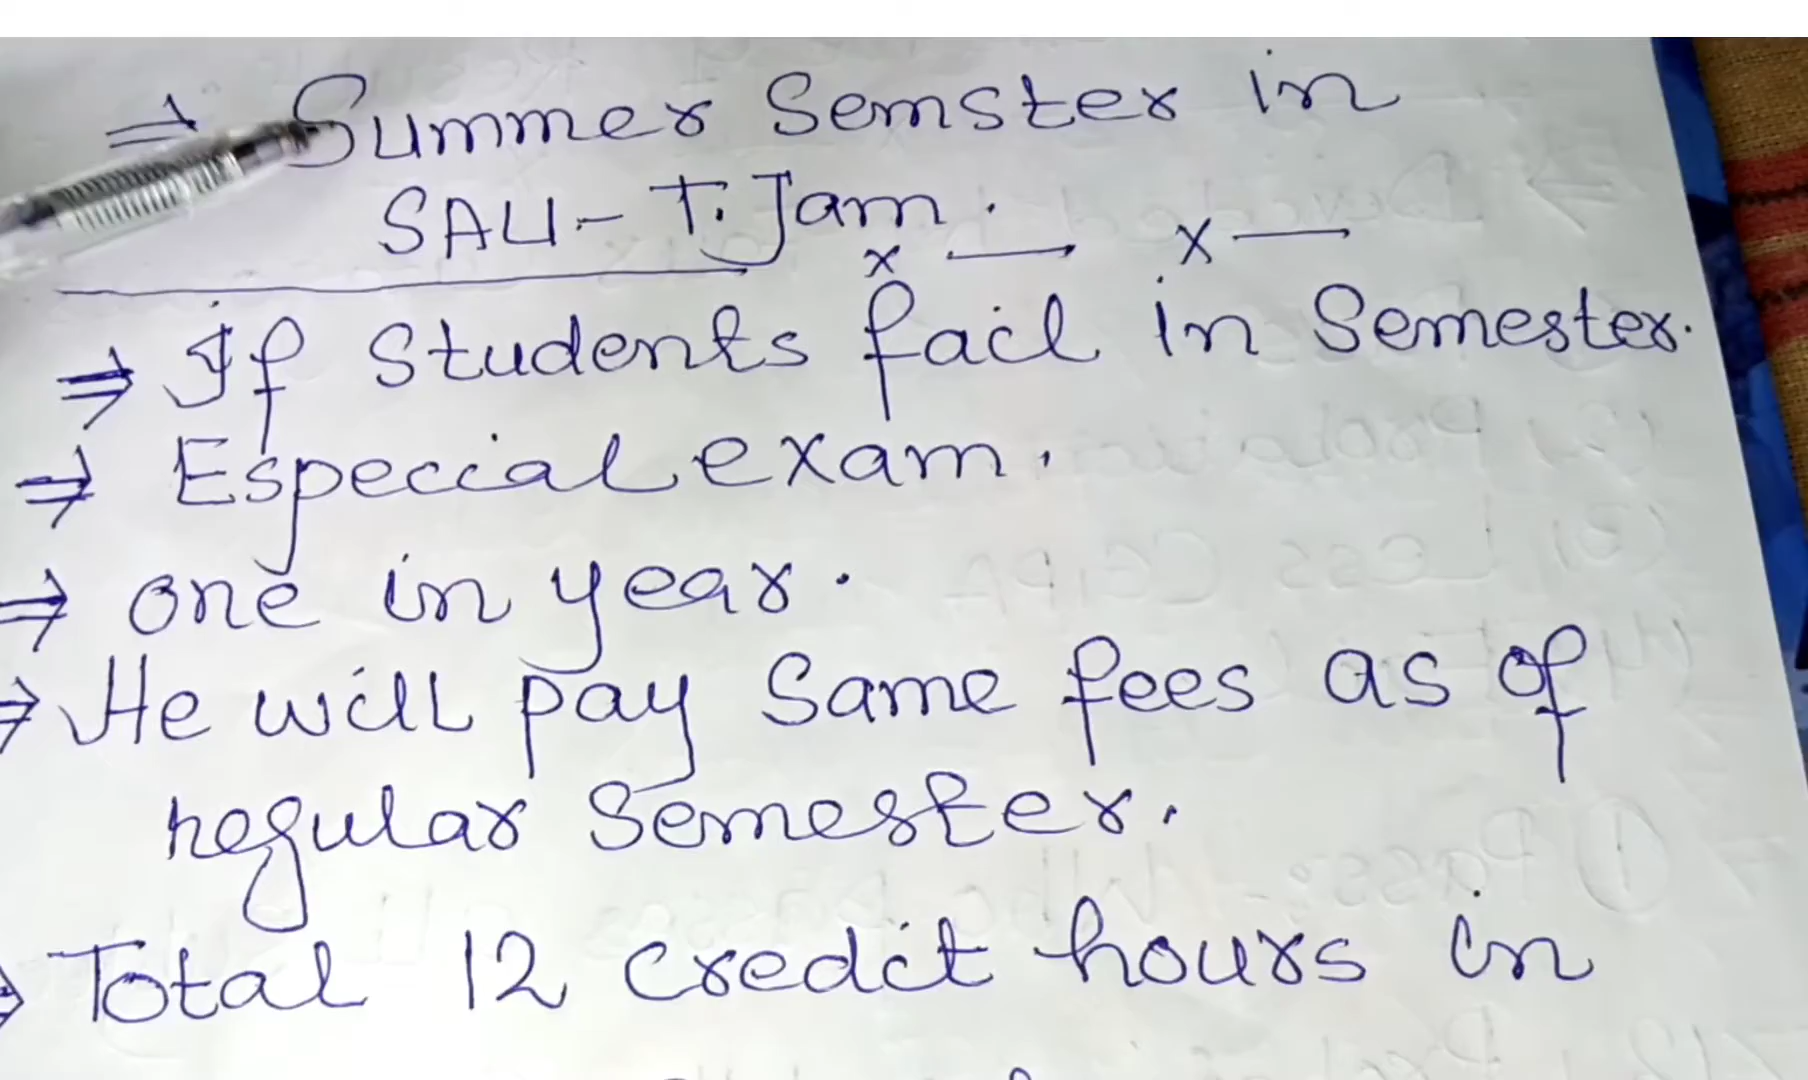 ⇒ Summer Semster in
SAU - T. Jam.
x — x —
⇒ If Students fail in Semester.
⇒ Especial exam.
⇒ one in year.
⇒ He will pay Same fees as of
regular Semester.
⇒ Total 12 credit hours in